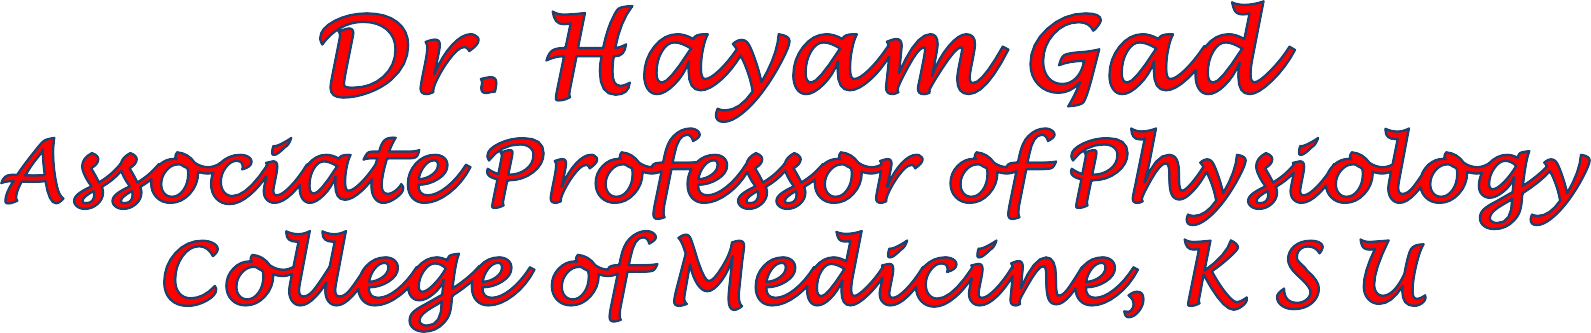 Dr. Hayam Gad
Associate Professor of Physiology
College of Medicine, K S U